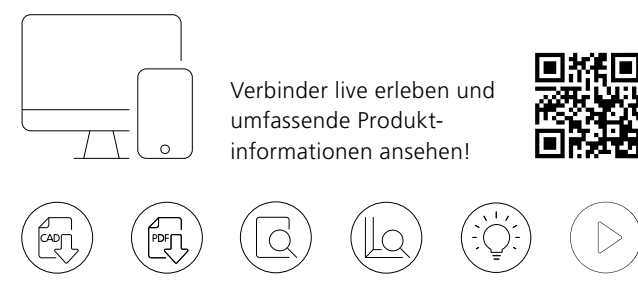 Verbinder live erleben und
umfassende Produkt-
informationen ansehen!
CAD PDF